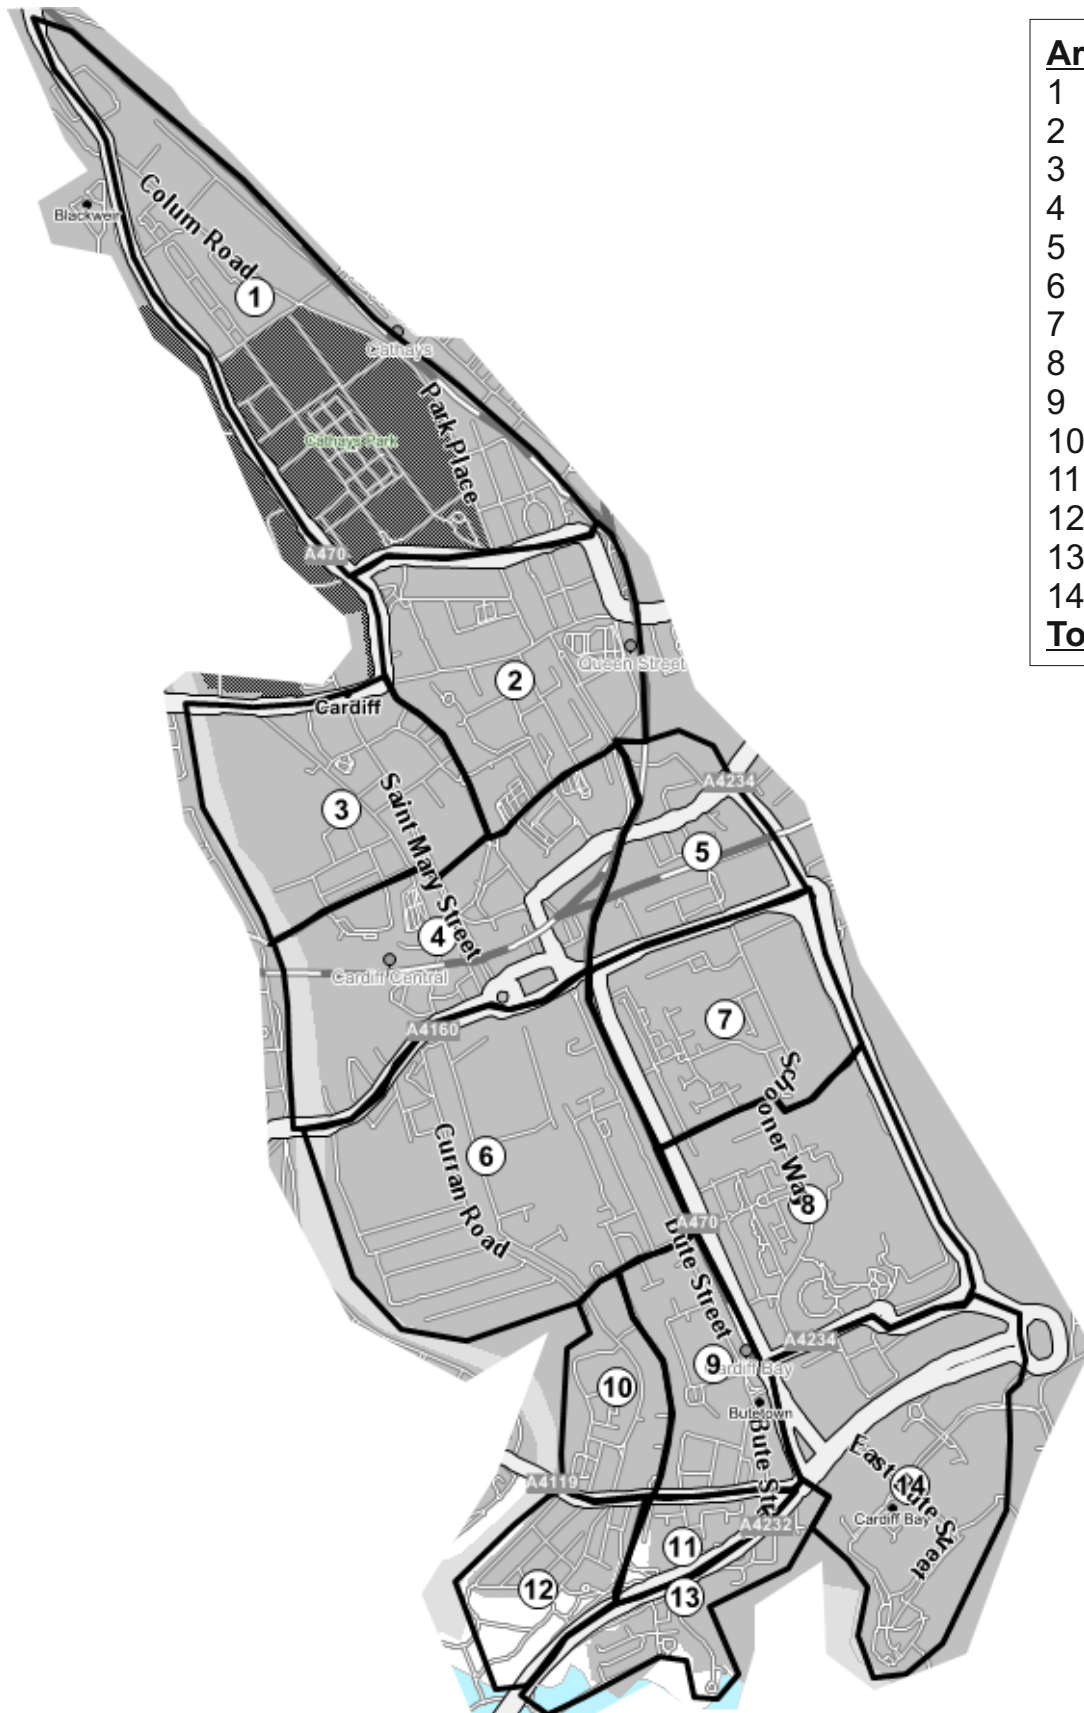 Ar
1
2
3
4
5
6
7
8
9
10
11
12
13
14
To
Blackweir
Colum Road
1
Cathays
Park Place
Cathays Park
A470
Queen Street
2
Cardiff
A4234
3
Saint Mary Street
5
4
Cardiff Central
A4160
7
Schooner Way
6
Curran Road
8
A470
Bute Street
A4234
9
Cardiff Bay
10
Butetown
Bute Str
East Bute Street
14
A4119
Cardiff Bay
A4232
11
12
13